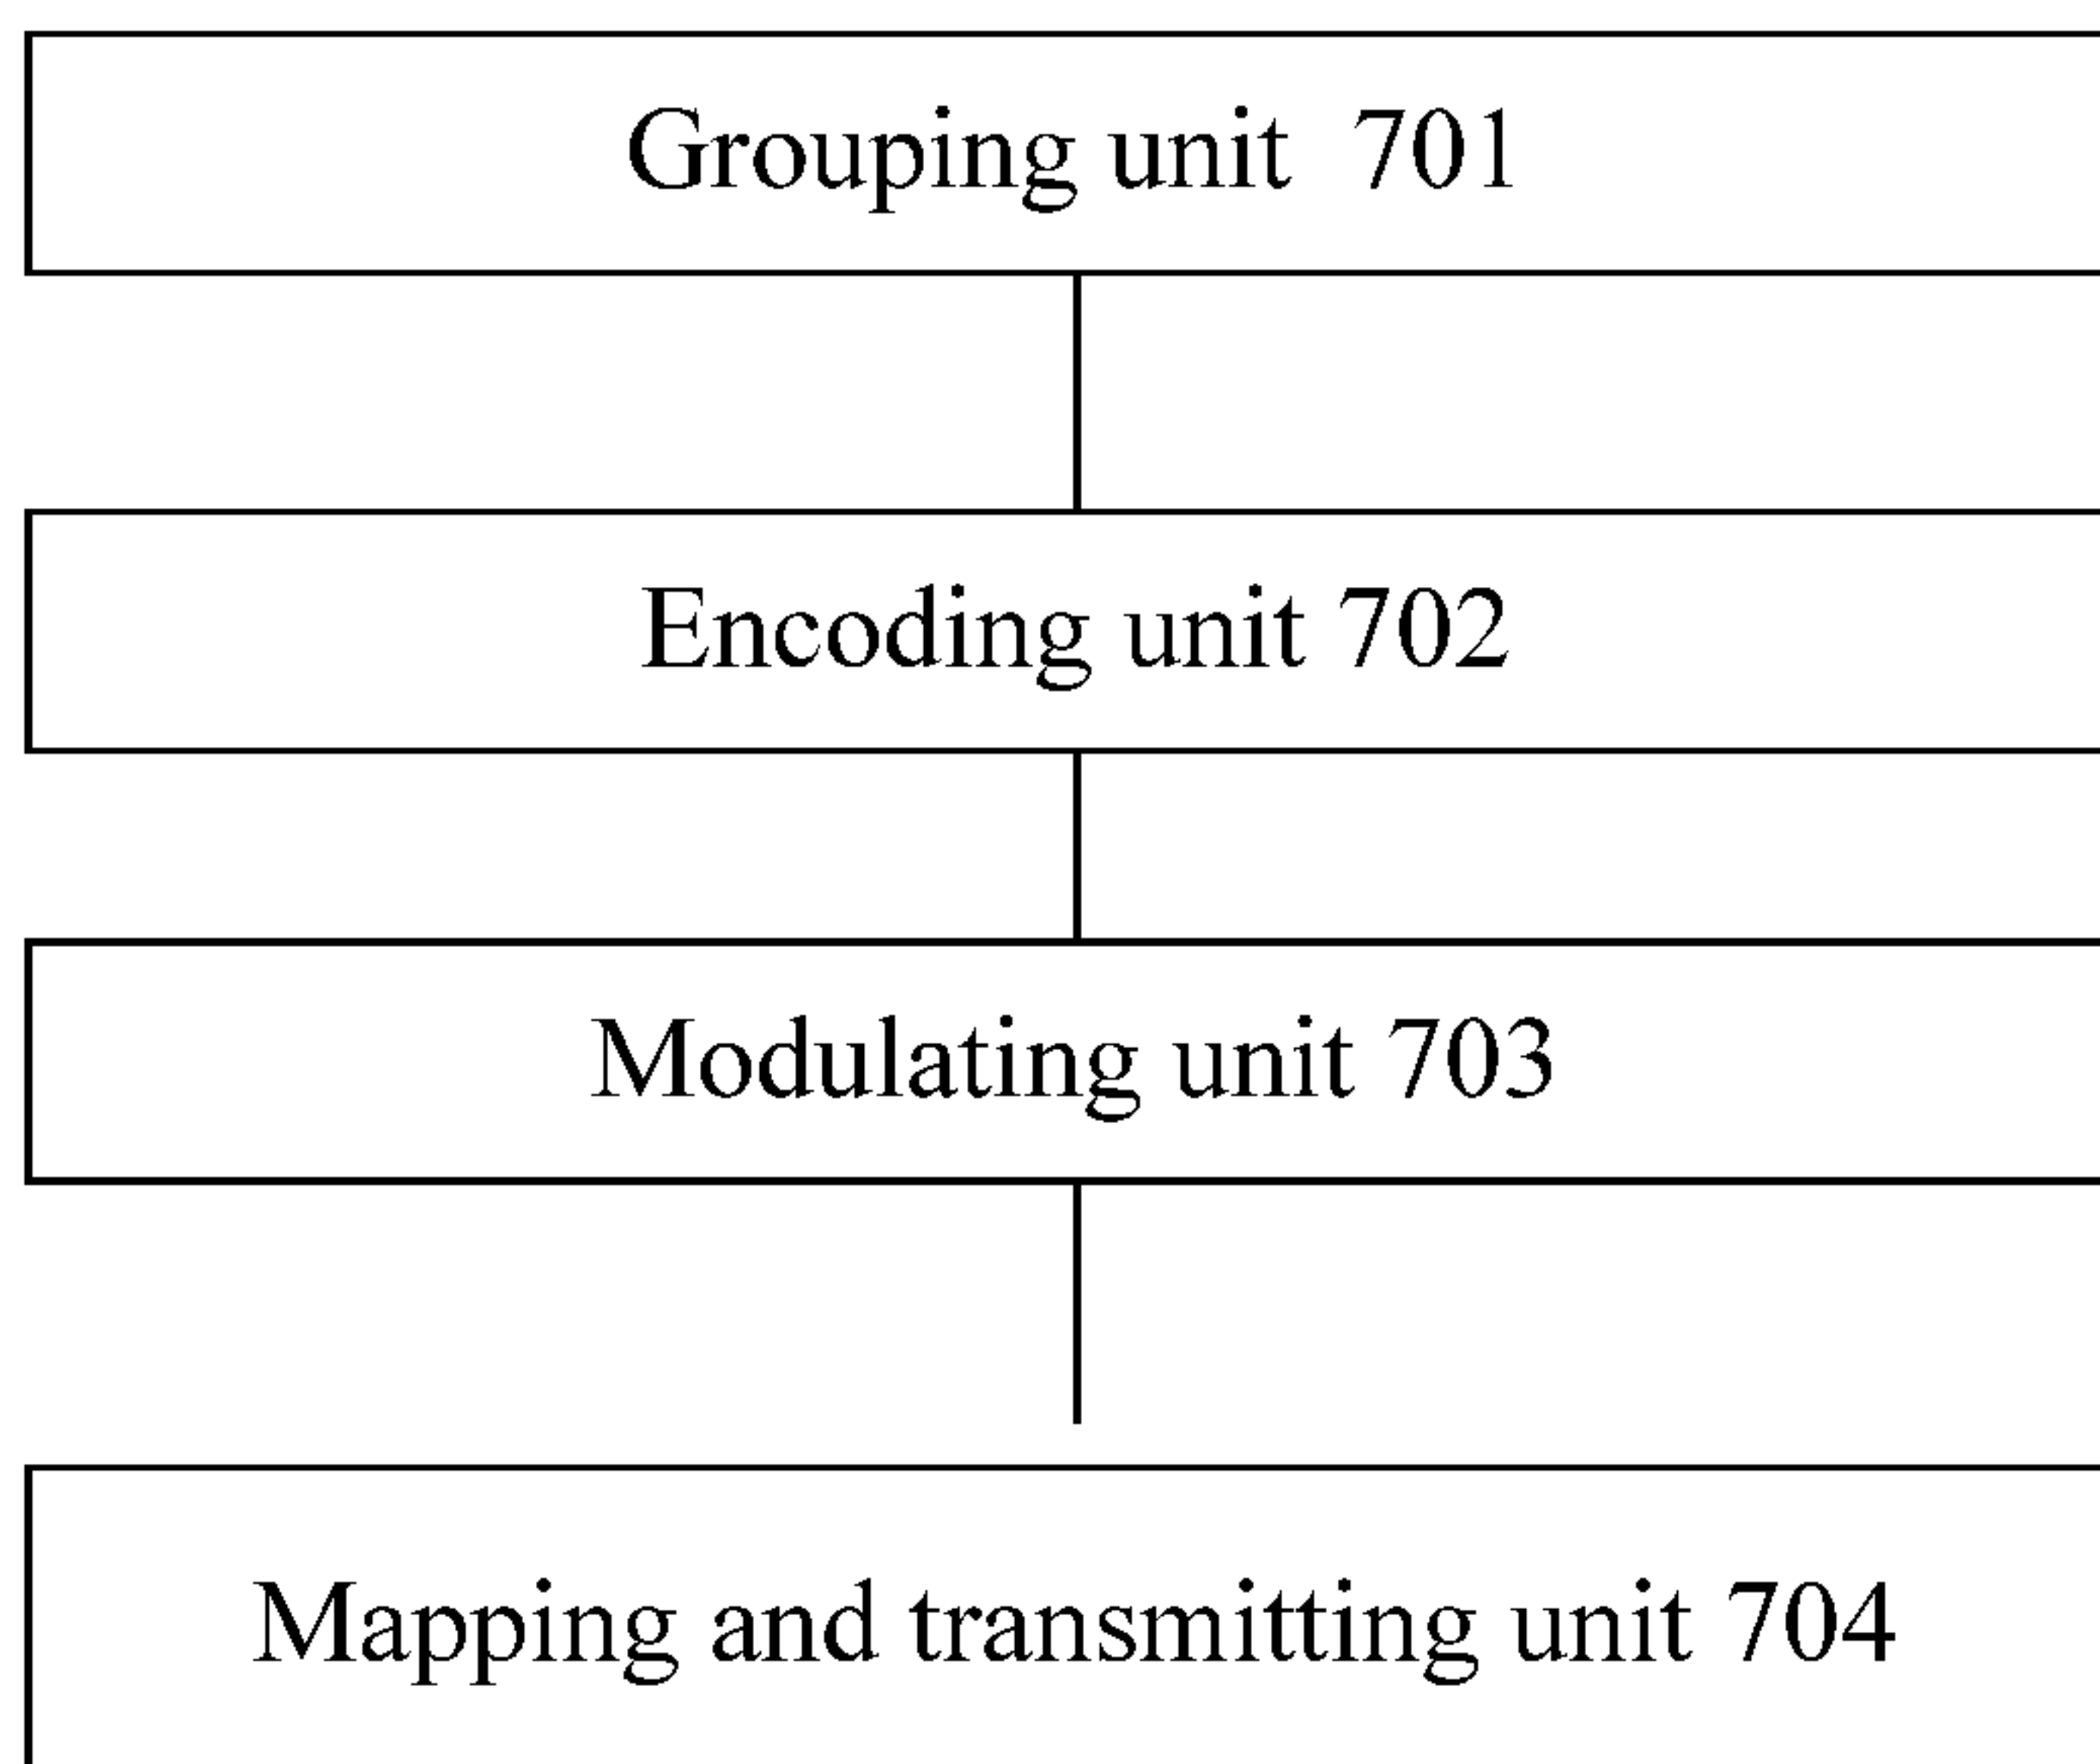 Grouping unit 701
Encoding unit 702
Modulating unit 703
Mapping and transmitting unit 704